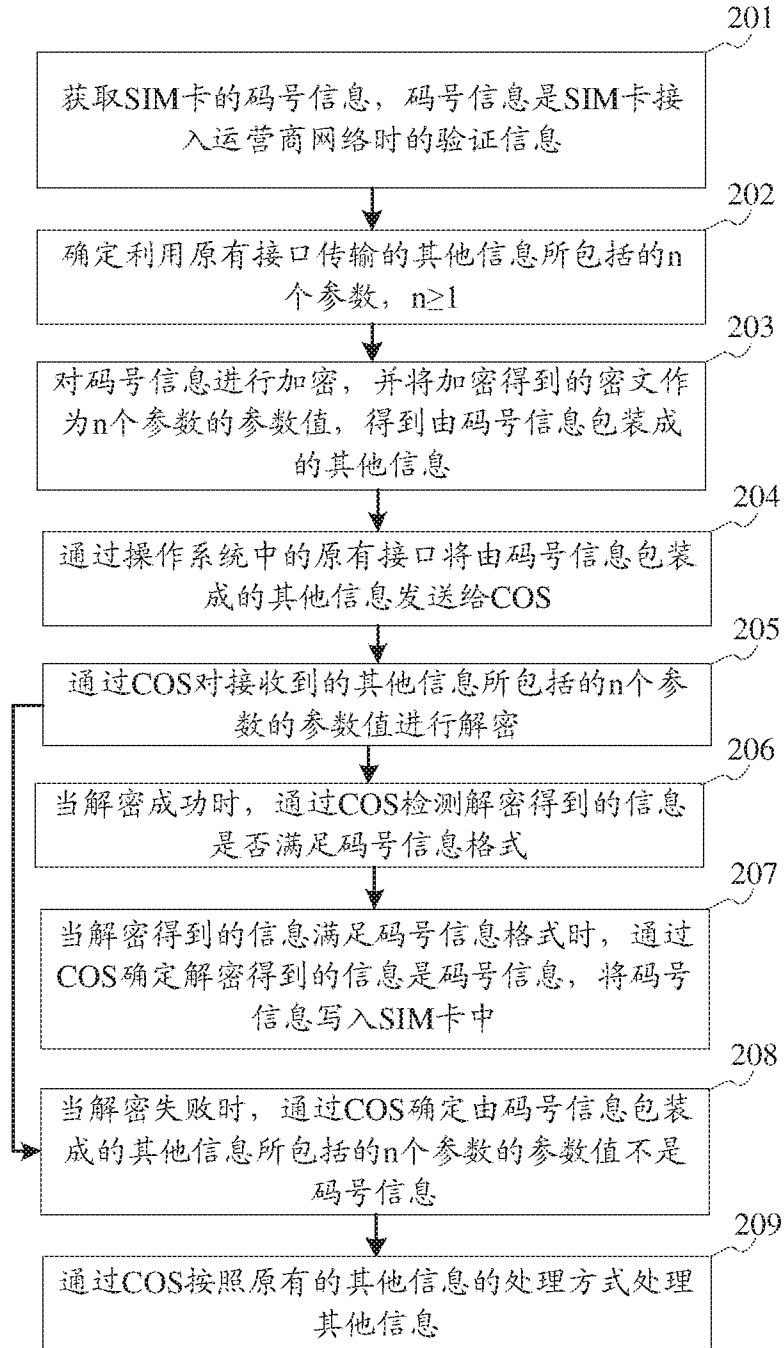 201
获取SIM卡的码号信息，码号信息是SIM卡接
入运营商网络时的验证信息
202
确定利用原有接口传输的其他信息所包括的n
个参数，n≥1
203
对码号信息进行加密，并将加密得到的密文作
为n个参数的参数值，得到由码号信息包装成
的其他信息
204
通过操作系统中的原有接口将由码号信息包装
成的其他信息发送给COS
205
通过COS对接收到的其他信息所包括的n个参
数的参数值进行解密
206
当解密成功时，通过COS检测解密得到的信息
是否满足码号信息格式
207
当解密得到的信息满足码号信息格式时，通过
COS确定解密得到的信息是码号信息，将码号
信息写入SIM卡中
208
当解密失败时，通过COS确定由码号信息包装
成的其他信息所包括的n个参数的参数值不是
码号信息
209
通过COS按照原有的其他信息的处理方式处理
其他信息